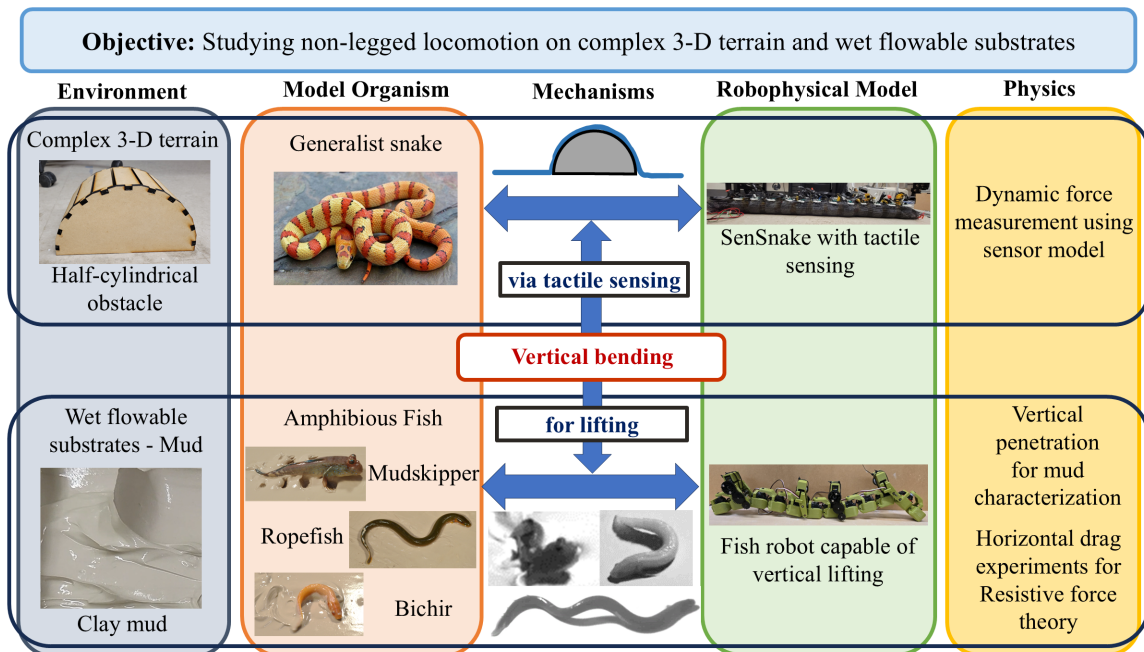 Objective: Studying non-legged locomotion on complex 3-D terrain and wet flowable substrates
Environment
Model Organism
Mechanisms
Robophysical Model
Physics
Complex 3-D terrain
Half-cylindrical
obstacle
Generalist snake
via tactile sensing
SenSnake with tactile
sensing
Dynamic force
measurement using
sensor model
Vertical bending
Wet flowable
substrates - Mud
Clay mud
Amphibious Fish
Mudskipper
Ropefish
Bichir
for lifting
Fish robot capable of
vertical lifting
Vertical
penetration
for mud
characterization
Horizontal drag
experiments for
Resistive force
theory